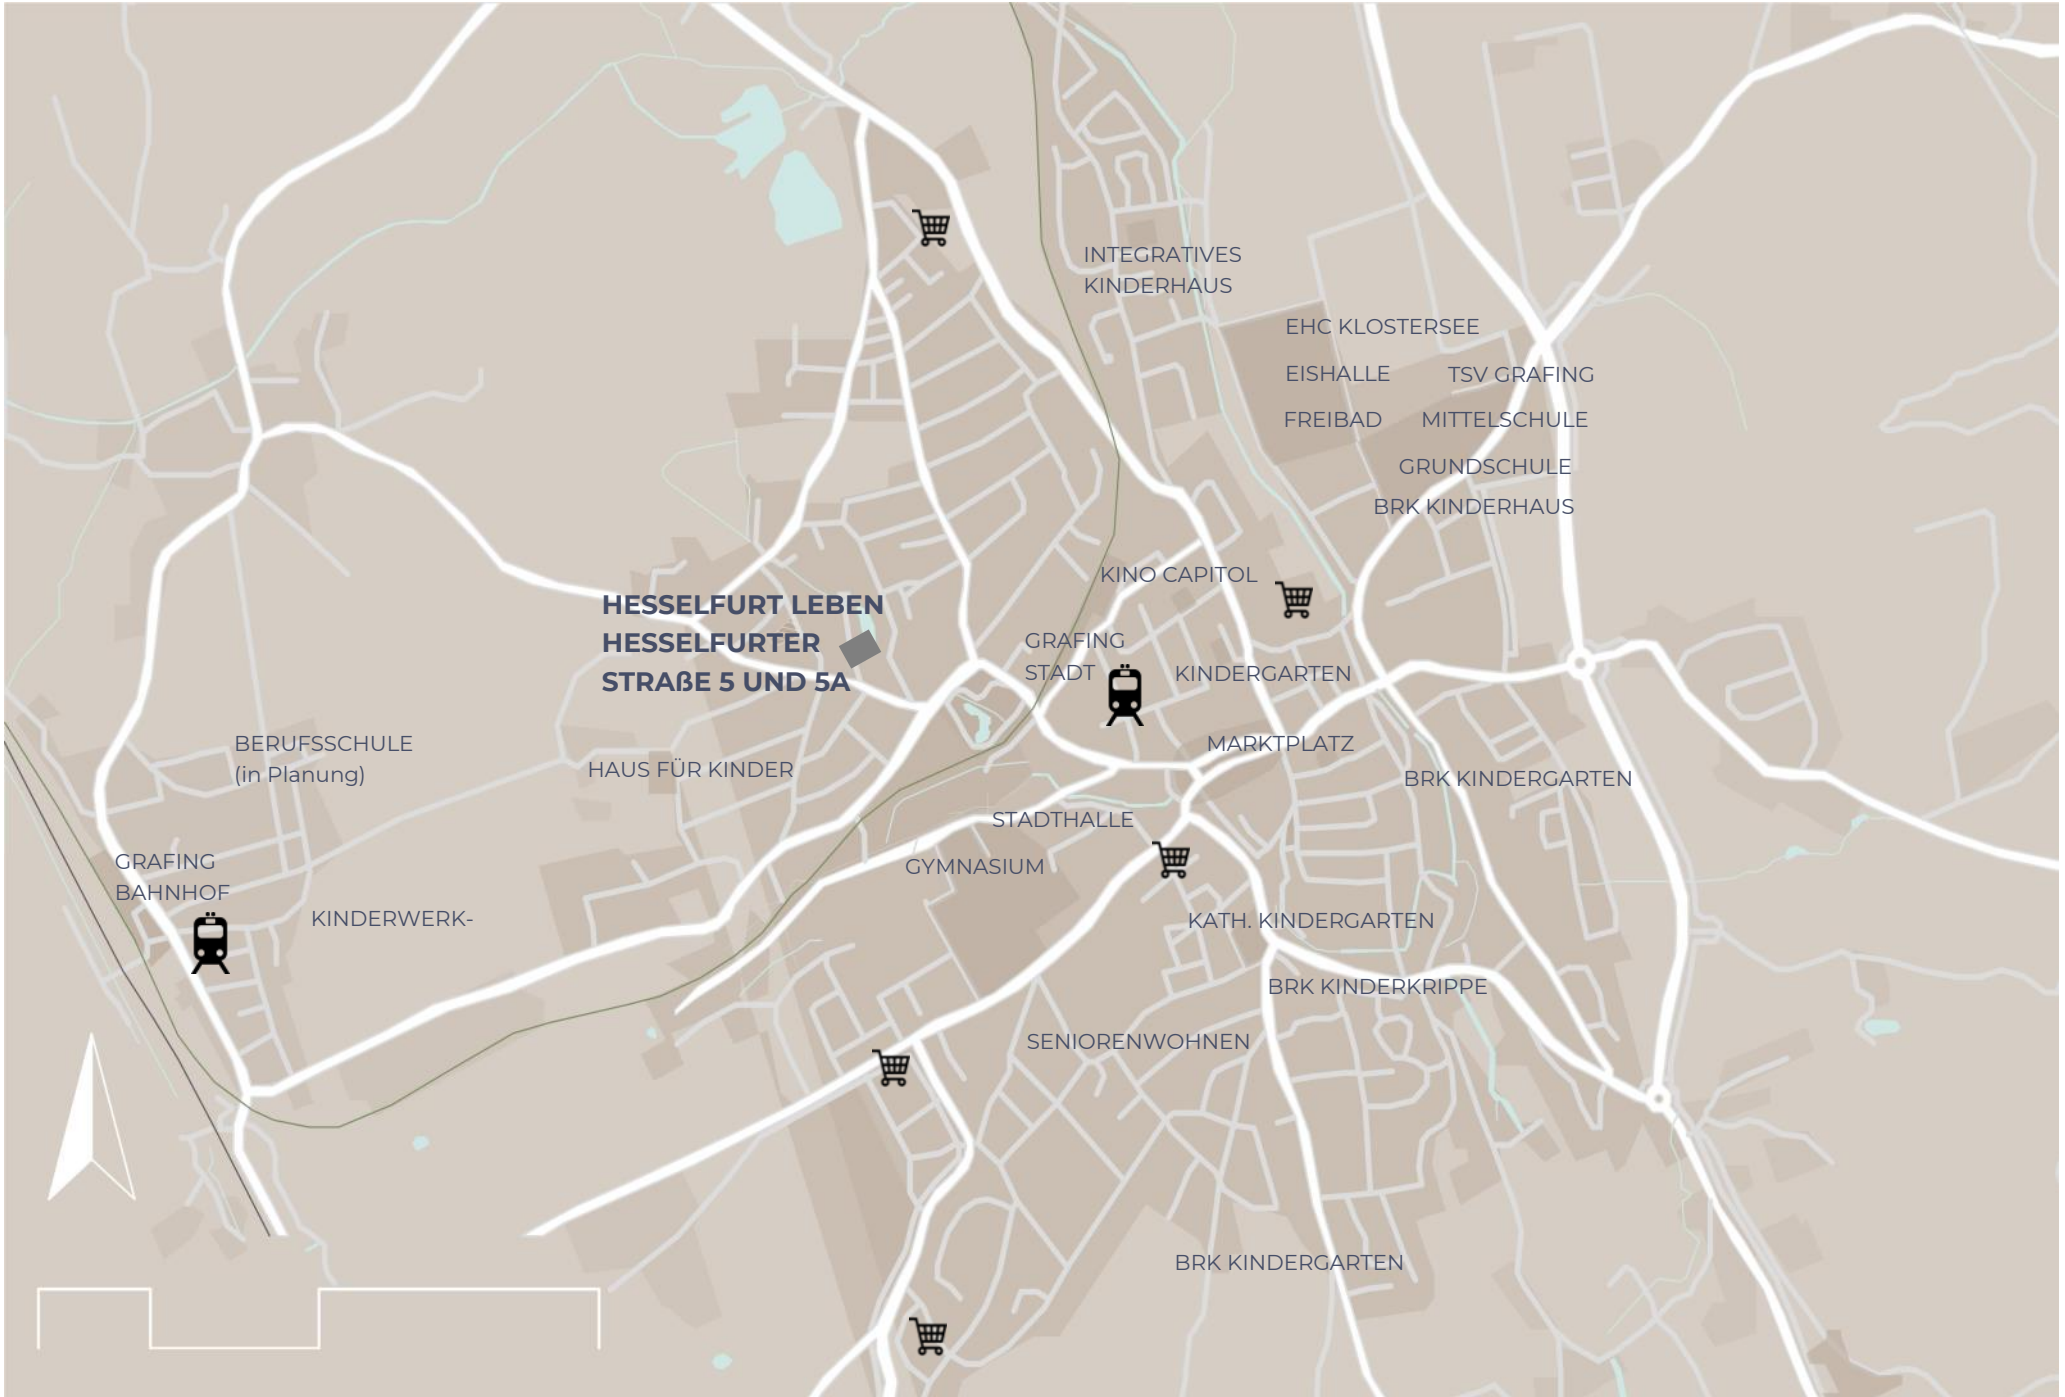 INTEGRATIVES
KINDERHAUS
EHC KLOSTERSEE
EISHALLE
TSV GRAFING
FREIBAD
MITTELSCHULE
GRUNDSCHULE
BRK KINDERHAUS
KINO CAPITOL
HESSELFURT LEBEN
HESSELFURTER
STRAßE 5 UND 5A
GRAFING
STADT
KINDERGARTEN
MARKTPLATZ
BERUFSSCHULE
(in Planung)
HAUS FÜR KINDER
BRK KINDERGARTEN
STADTHALLE
GYMNASIUM
GRAFING
BAHNHOF
KINDERWERK-
KATH. KINDERGARTEN
BRK KINDERKRIPPE
SENIORENWOHNEN
BRK KINDERGARTEN